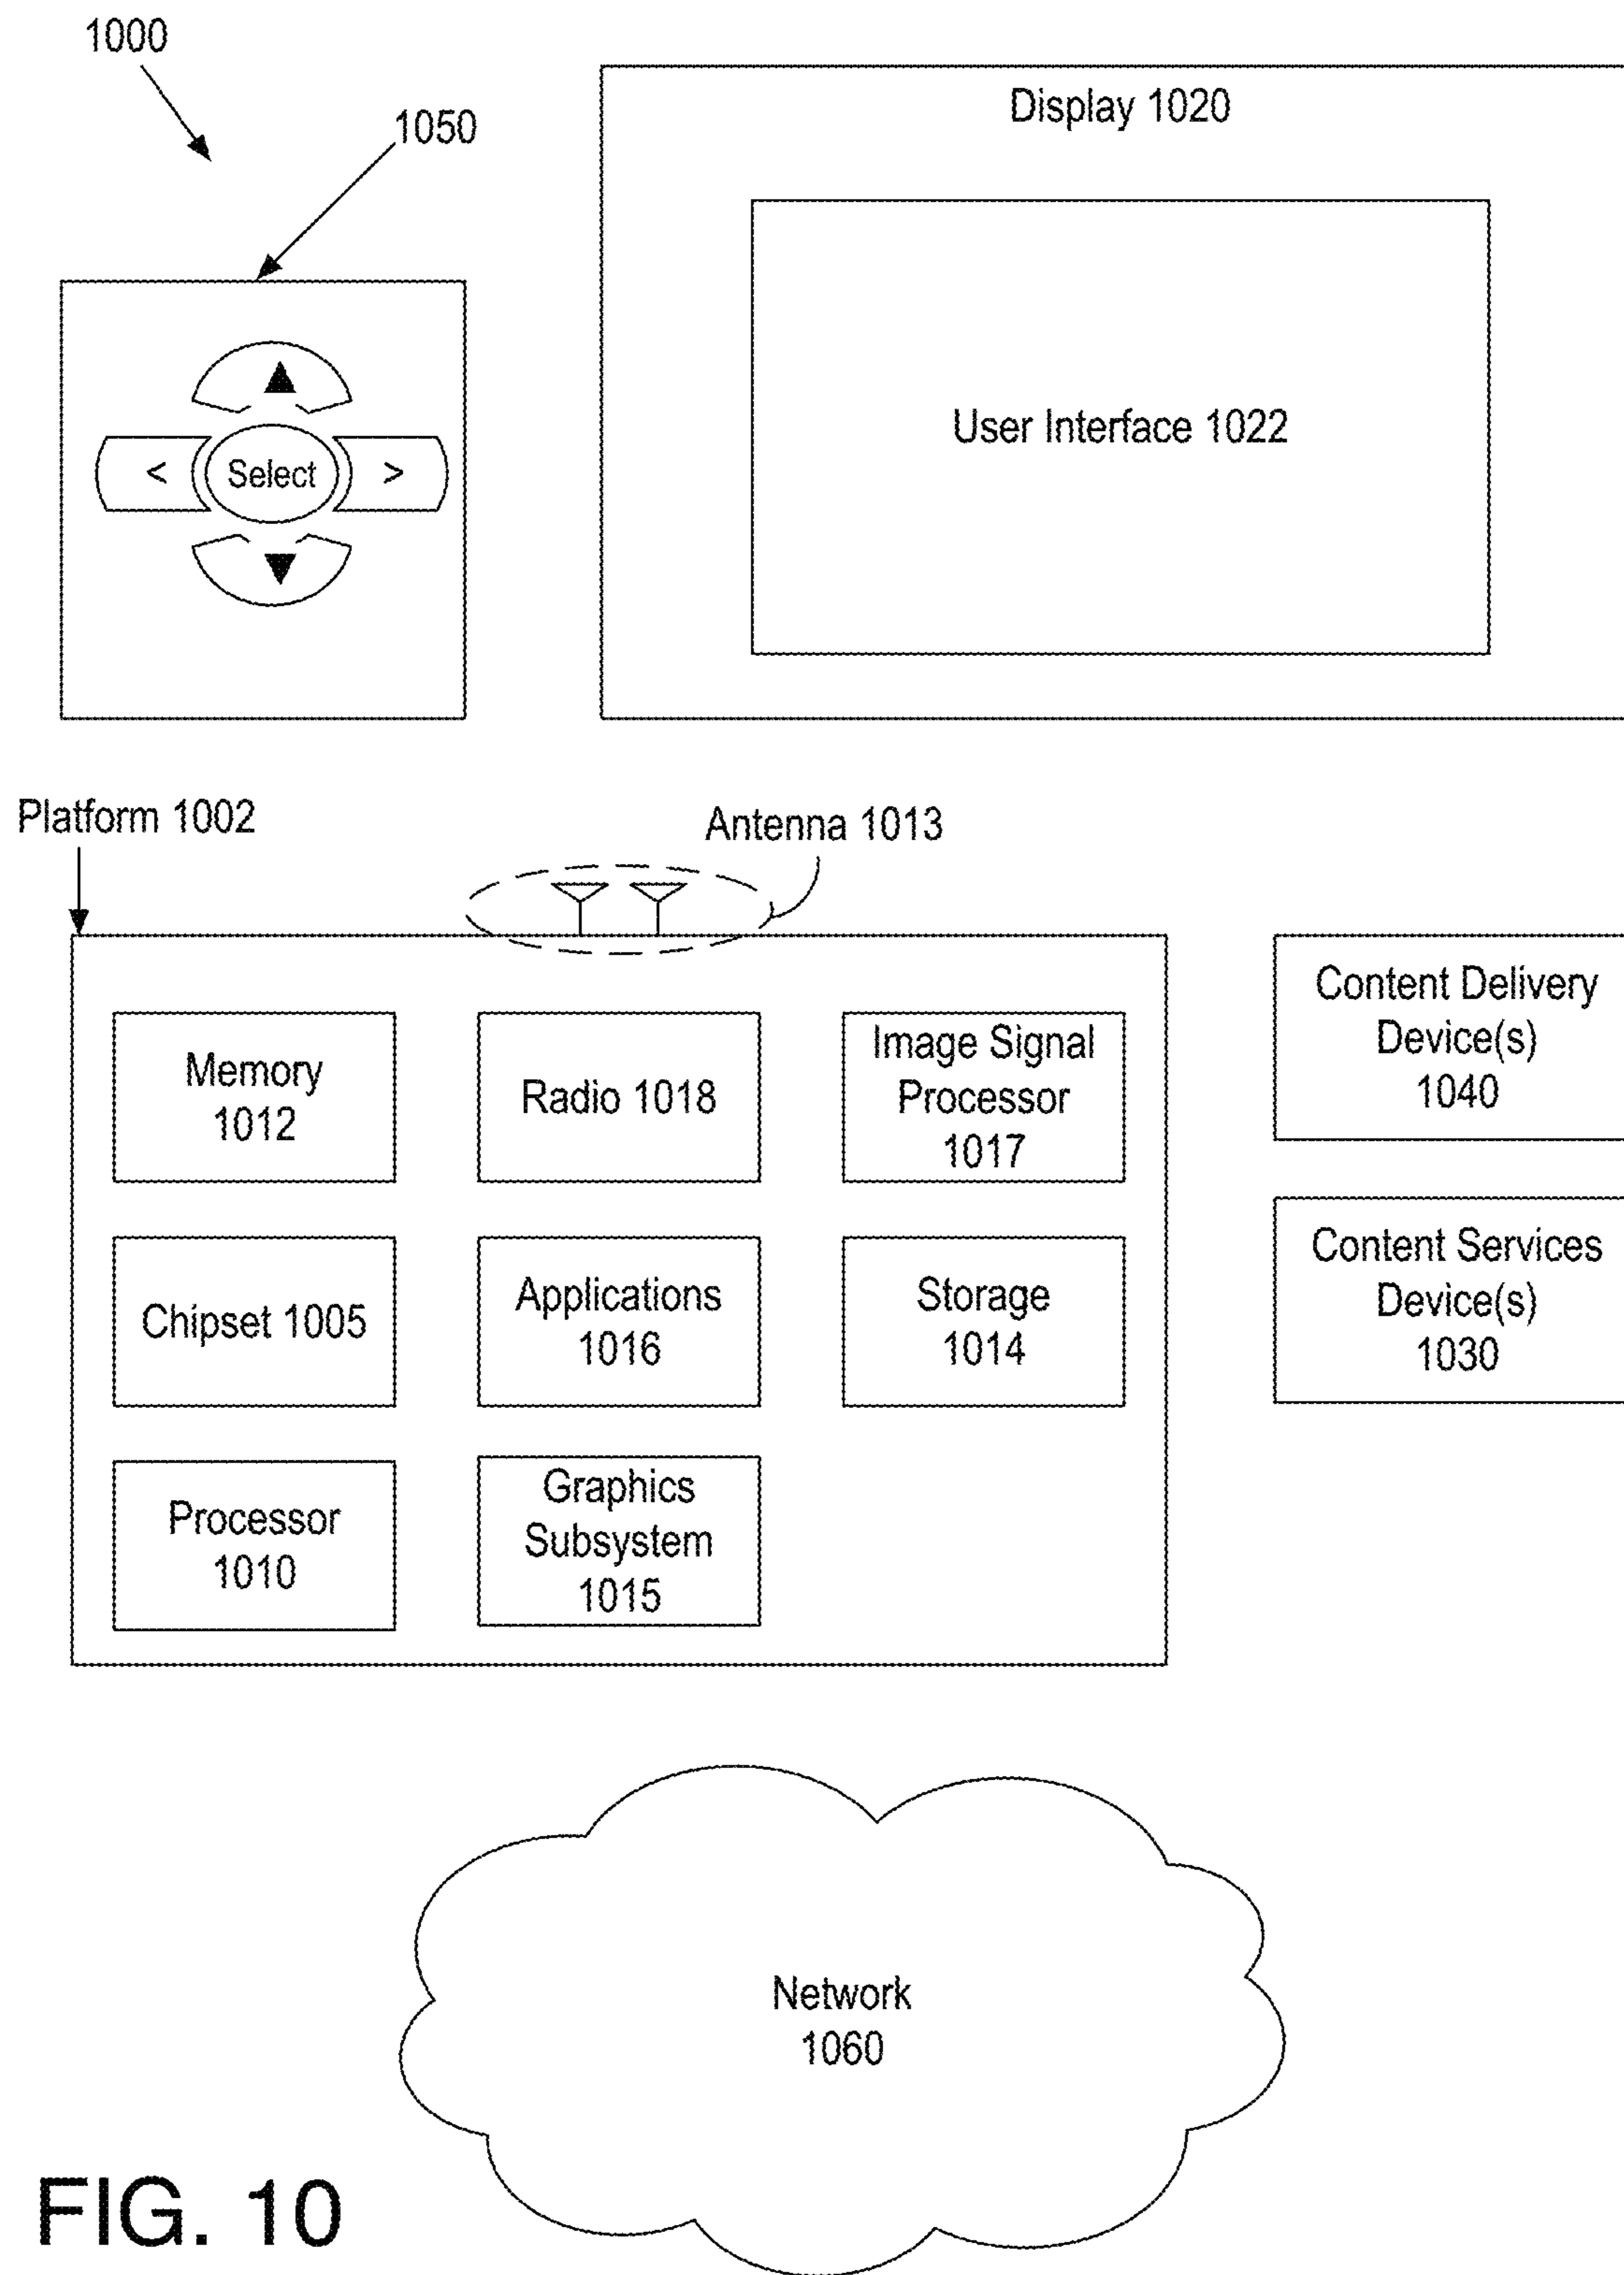 1000
1050
Display 1020
User Interface 1022
<
Select
>
Platform 1002
Antenna 1013
Memory
1012
Radio 1018
Image Signal
Processor
1017
Content Delivery
Device(s)
1040
Chipset 1005
Applications
1016
Storage
1014
Content Services
Device(s)
1030
Processor
1010
Graphics
Subsystem
1015
Network
1060
FIG. 10